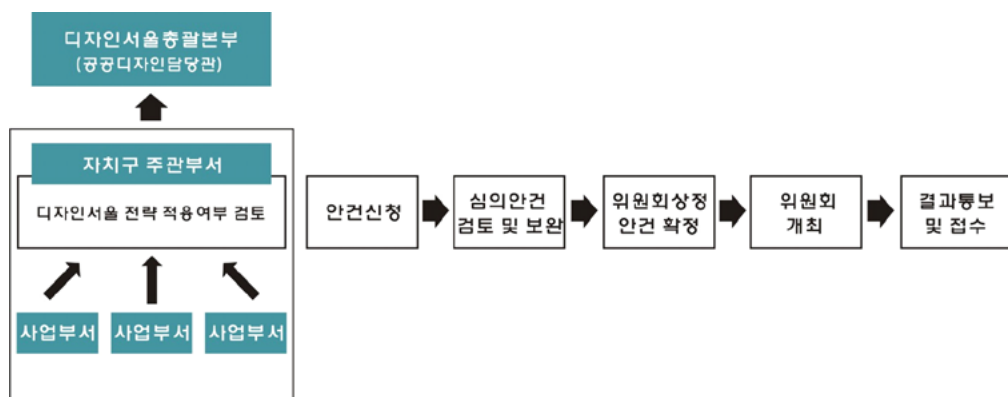 디자인서울총괄본부
(공공디자인담당관)
자치구 주관부서
디자인서울 전략 적용여부 검토
사업부서 사업부서 사업부서
안건신청
심의안건
검토 및 보완
위원회상정
안건 확정
위원회
개최
결과통보
및 접수